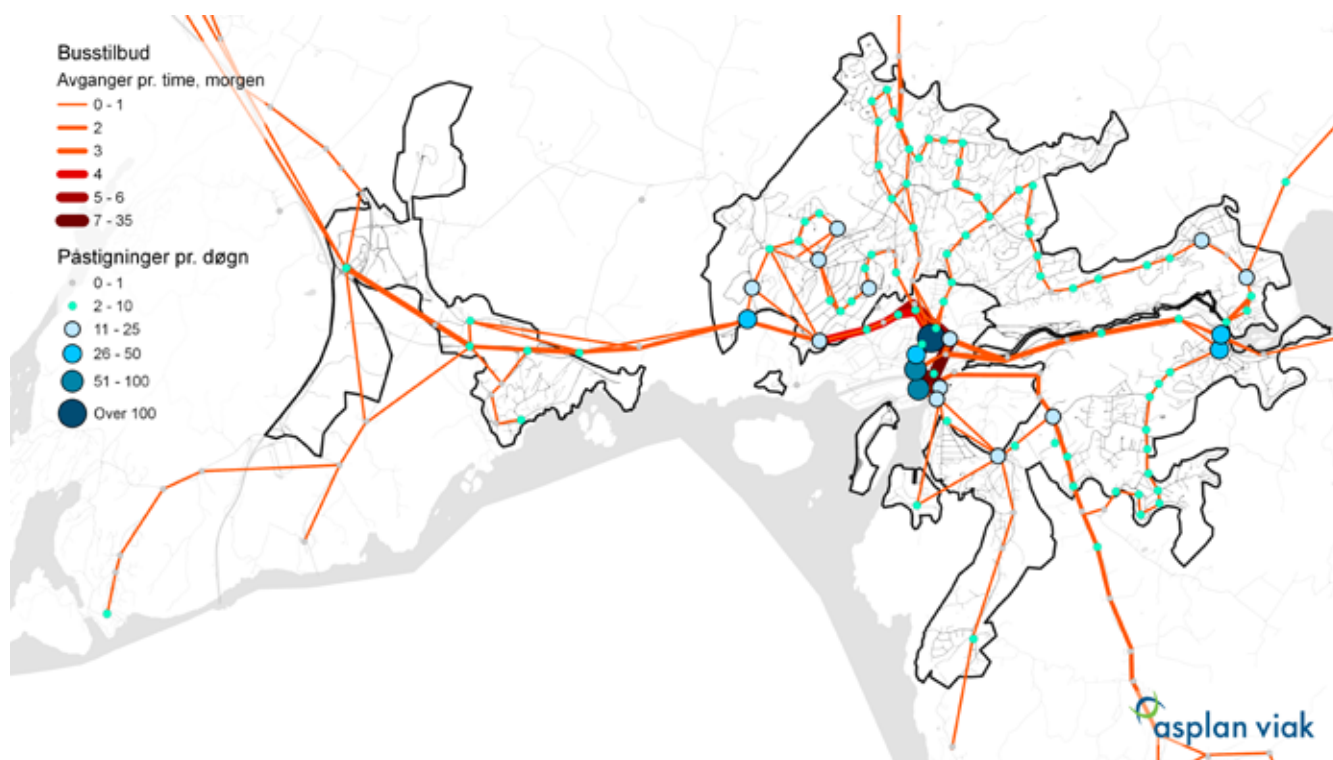 Busstilbud
Avganger pr. time, morgen
0 - 1
2
3
4
5 - 6
7 - 35
Påstigninger pr. døgn
0 - 1
2 - 10
11 - 25
26 - 50
51 - 100
Over 100
asplan viak